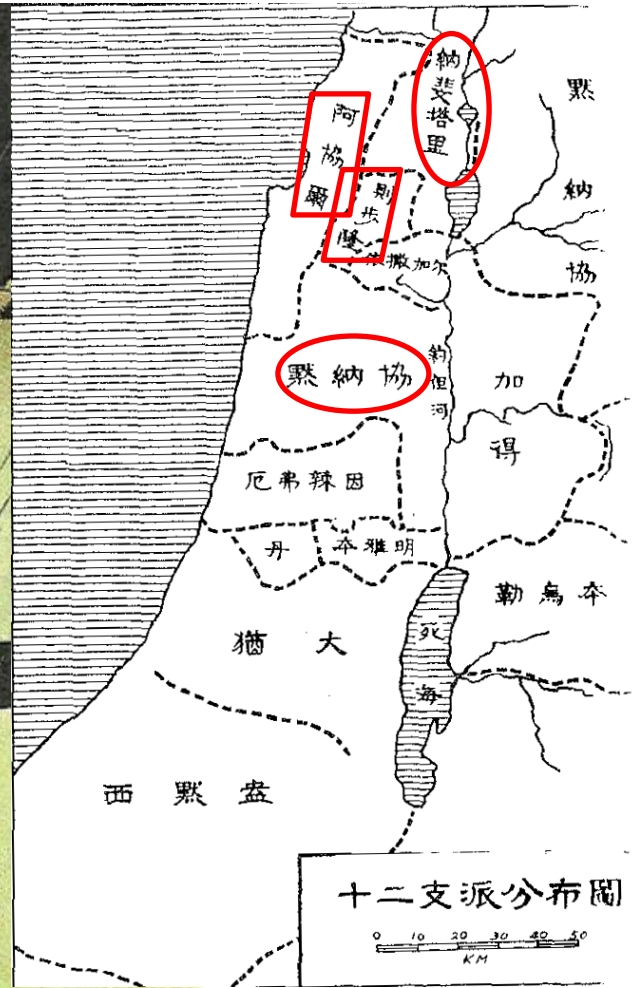 納斐塔里
默納協
阿協爾
則步隆
依撒加尔
默納協
約但河
加得
厄弗辣因
丹
本雅明
勒烏本
猶大
死海
西默盎
十二支派分布圖
0 10 20 30 40 50
KM